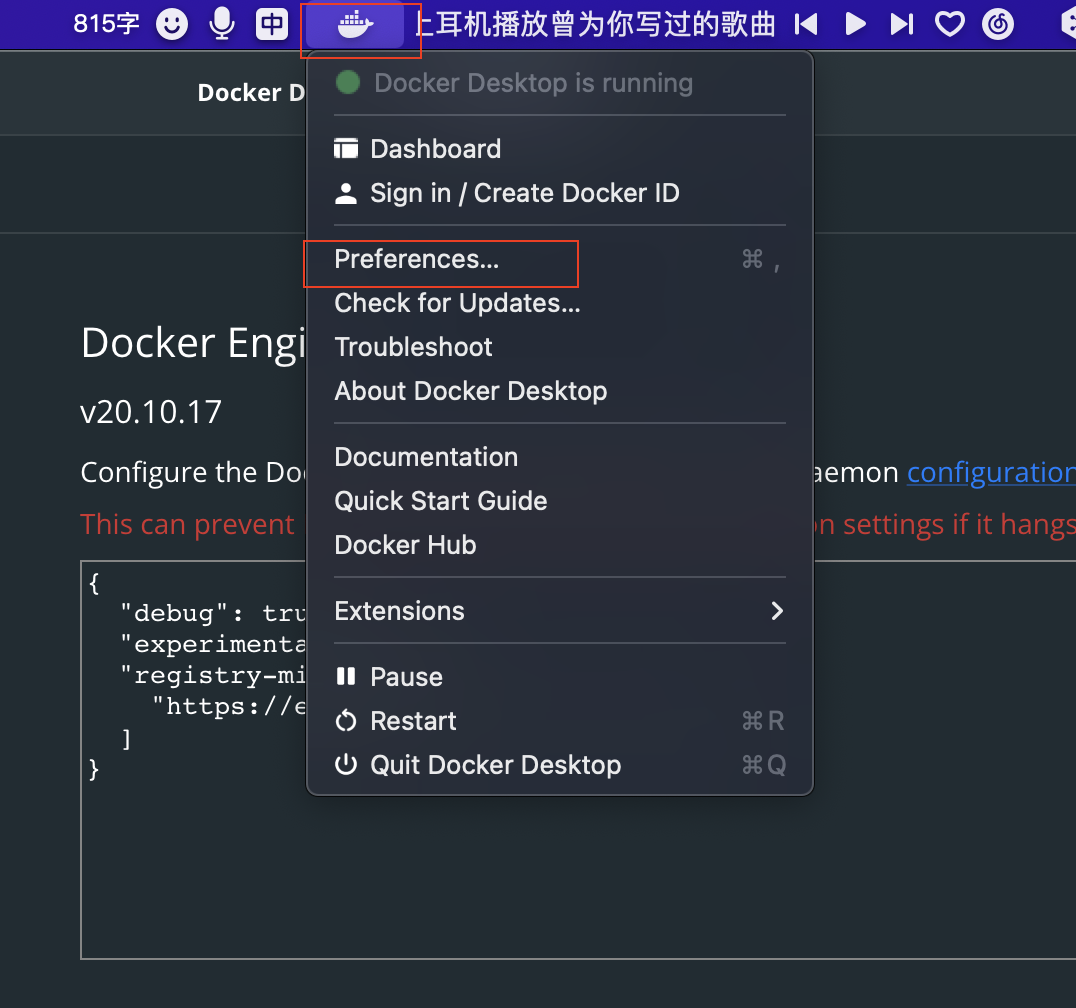 815字 中 耳机播放曾为你写过的歌曲
Docker D
Docker Desktop is running
Dashboard
Sign in / Create Docker ID
Preferences... ⌘ ,
Check for Updates...
Troubleshoot
About Docker Desktop
Documentation
Quick Start Guide
Docker Hub
Extensions
Pause
Restart ⌘R
Quit Docker Desktop ⌘Q
Docker Engi
v20.10.17
Configure the Doc aemon configuration
This can prevent on settings if it hangs
{
"debug": tru
"experimenta
"registry-mi
"https://e
]
}